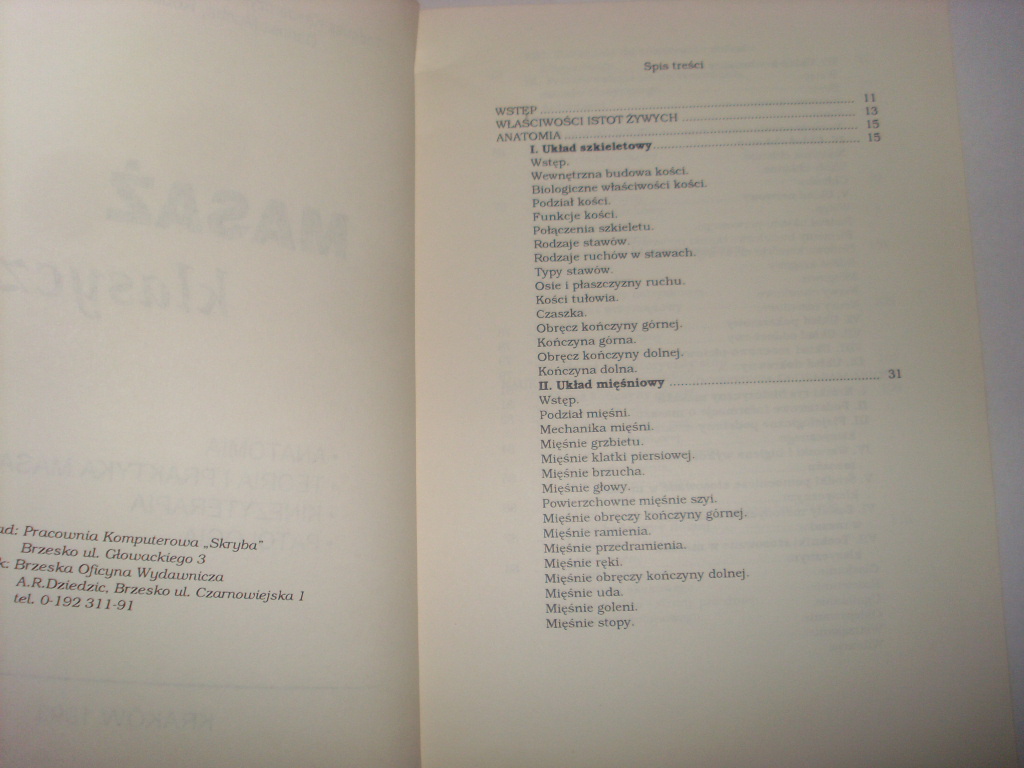 ad: Pracownia Komputerowa „Skryba”
Brzesko ul. Głowackiego 3
k: Brzeska Oficyna Wydawnicza
A.R.Dziedzic, Brzesko ul. Czarnowiejska 1
tel. 0-192 311-91
Spis treści
WSTĘP ........ 11
WŁAŚCIWOŚCI ISTOT ŻYWYCH ........ 13
ANATOMIA ........ 15
I. Układ szkieletowy ........ 15
Wstęp.
Wewnętrzna budowa kości.
Biologiczne właściwości kości.
Podział kości.
Funkcje kości.
Połączenia szkieletu.
Rodzaje stawów.
Rodzaje ruchów w stawach.
Typy stawów.
Osie i płaszczyzny ruchu.
Kości tułowia.
Czaszka.
Obręcz kończyny górnej.
Kończyna górna.
Obręcz kończyny dolnej.
Kończyna dolna.
II. Układ mięśniowy ........ 31
Wstęp.
Podział mięśni.
Mechanika mięśni.
Mięśnie grzbietu.
Mięśnie klatki piersiowej.
Mięśnie brzucha.
Mięśnie głowy.
Powierzchowne mięśnie szyi.
Mięśnie obręczy kończyny górnej.
Mięśnie ramienia.
Mięśnie przedramienia.
Mięśnie ręki.
Mięśnie obręczy kończyny dolnej.
Mięśnie uda.
Mięśnie goleni.
Mięśnie stopy.